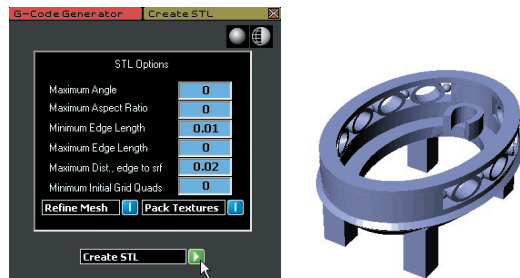 G-Code Generator Create STL
STL Options
Maximum Angle 0
Maximum Aspect Ratio 0
Minimum Edge Length 0.01
Maximum Edge Length 0
Maximum Dist., edge to srf 0.02
Minimum Initial Grid Quads 0
Refine Mesh Pack Textures
Create STL